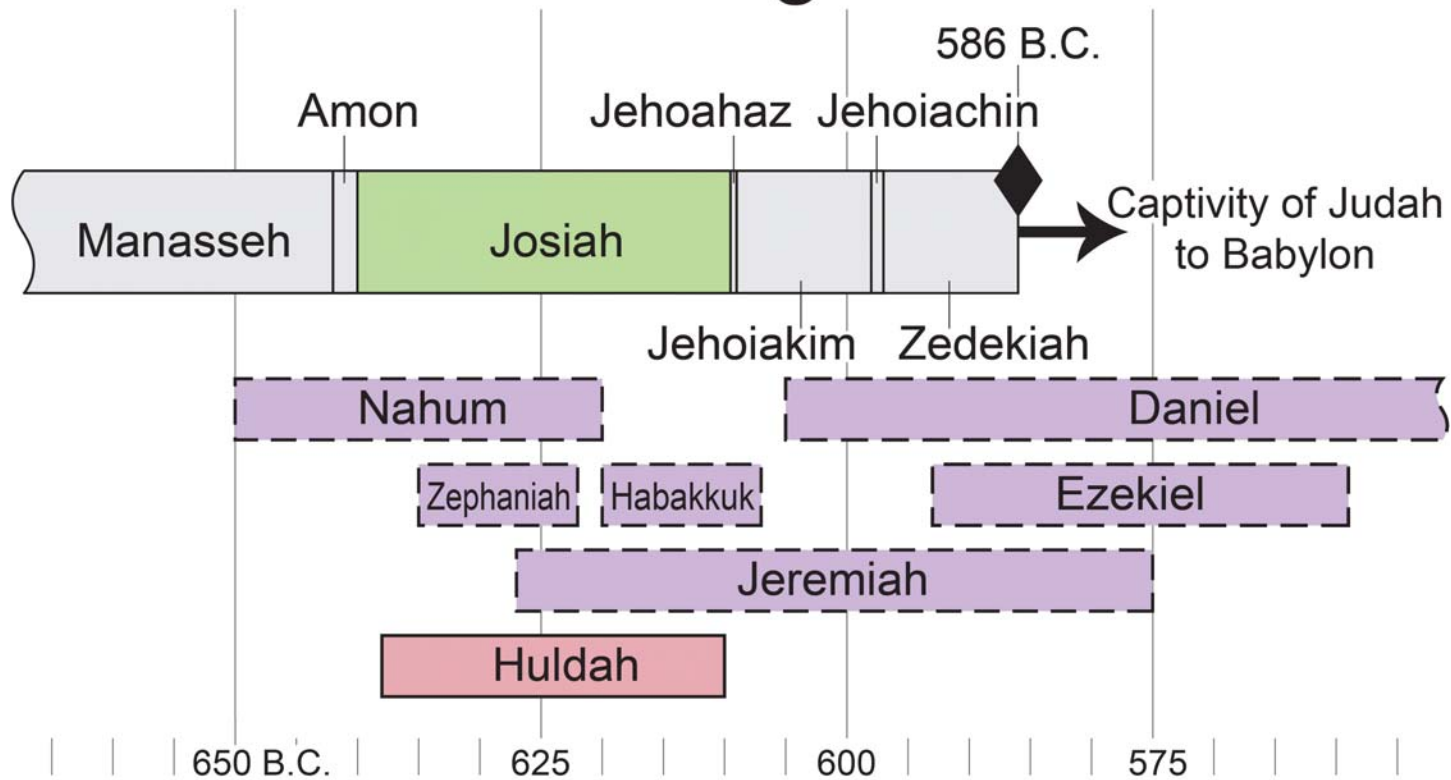 586 B.C.
Amon
Jehoahaz
Jehoiachin
Manasseh
Josiah
Captivity of Judah
to Babylon
Jehoiakim
Zedekiah
Nahum
Daniel
Zephaniah
Habakkuk
Ezekiel
Jeremiah
Huldah
650 B.C.
625
600
575